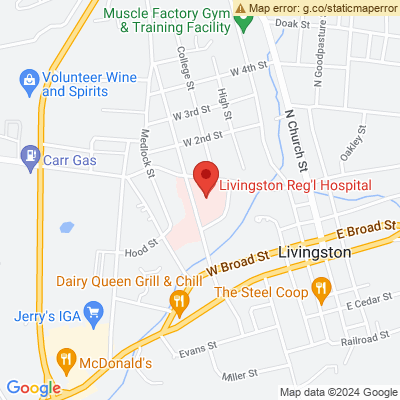 Map error: g.co/staticmaperror
Muscle Factory Gym
& Training Facility
Doak St
N Goodpasture St
College St
W 4th St
Volunteer Wine
and Spirits
High St
W 3rd St
N Church St
W 2nd St
Medlock St
Oakley St
Carr Gas
Livingston Reg'l Hospital
E Broad St
Hood St
Livingston
W Broad St
Dairy Queen Grill & Chill
The Steel Coop
E Cedar St
Jerry's IGA
Railroad St
Evans St
McDonald's
Miller St
Google
Map data ©2024 Google